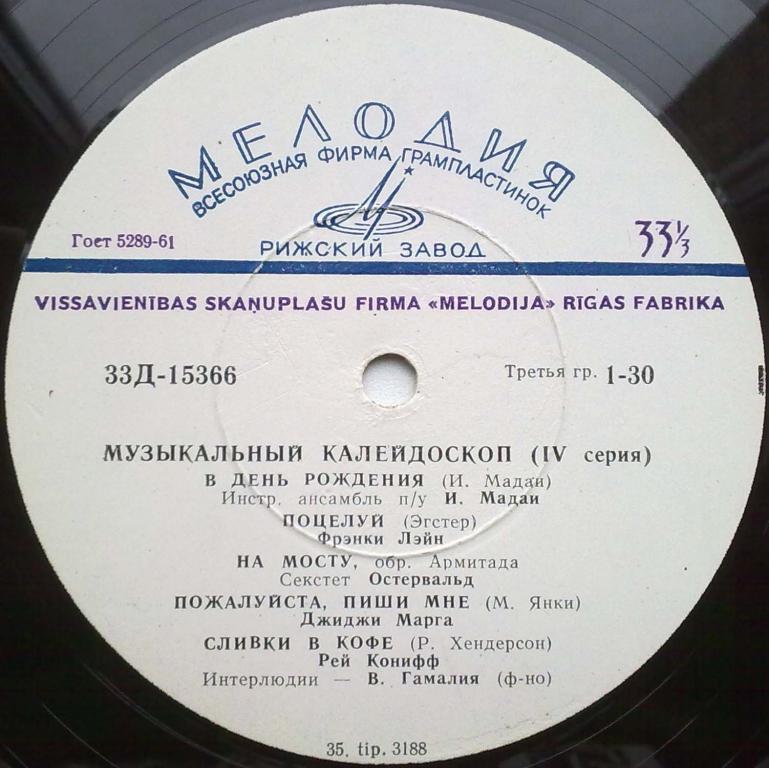 МЕЛОДИЯ
ВСЕСОЮЗНАЯ ФИРМА ГРАМПЛАСТИНОК
РИЖСКИЙ ЗАВОД
Гост 5289-61
33⅓
VISSAVIENĪBAS SKAŅUPLAŠU FIRMA «MELODIJA» RĪGAS FABRIKA
33Д-15366
Третья гр. 1-30
МУЗЫКАЛЬНЫЙ КАЛЕЙДОСКОП (IV серия)
В ДЕНЬ РОЖДЕНИЯ (И. Мадаи)
Инстр. ансамбль п/у И. Мадаи
ПОЦЕЛУЙ (Эгстер)
Фрэнки Лэйн
НА МОСТУ, обр. Армитада
Секстет Остервальд
ПОЖАЛУЙСТА, ПИШИ МНЕ (М. Янки)
Джиджи Марга
СЛИВКИ В КОФЕ (Р. Хендерсон)
Рей Конифф
Интерлюдии — В. Гамалия (ф-но)
35. tip. 3188